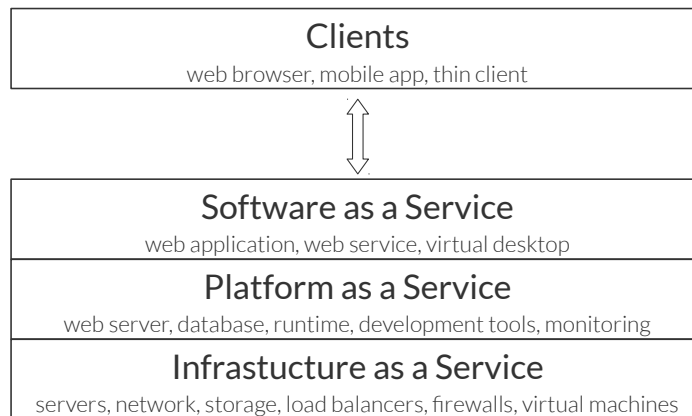 Clients
web browser, mobile app, thin client
Software as a Service
web application, web service, virtual desktop
Platform as a Service
web server, database, runtime, development tools, monitoring
Infrastucture as a Service
servers, network, storage, load balancers, firewalls, virtual machines